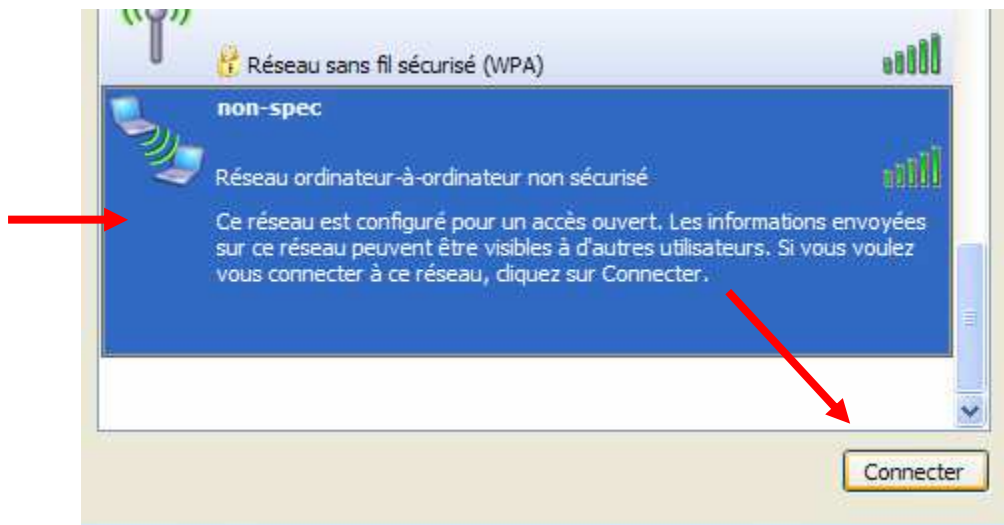 Réseau sans fil sécurisé (WPA)
non-spec
Réseau ordinateur-à-ordinateur non sécurisé
Ce réseau est configuré pour un accès ouvert. Les informations envoyées
sur ce réseau peuvent être visibles à d'autres utilisateurs. Si vous voulez
vous connecter à ce réseau, cliquez sur Connecter.
Connecter